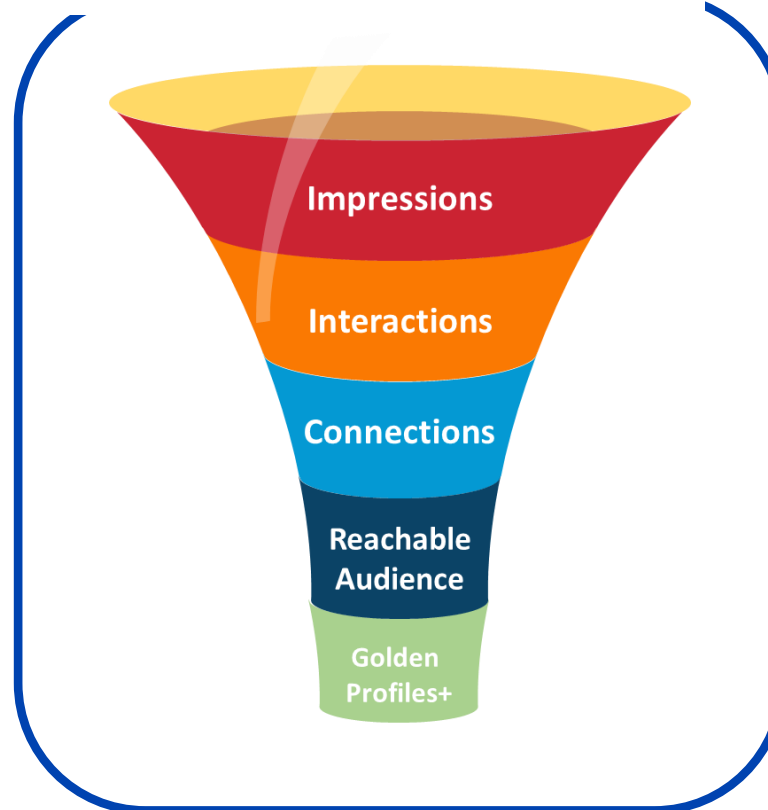 Impressions
Interactions
Connections
Reachable
Audience
Golden
Profiles+